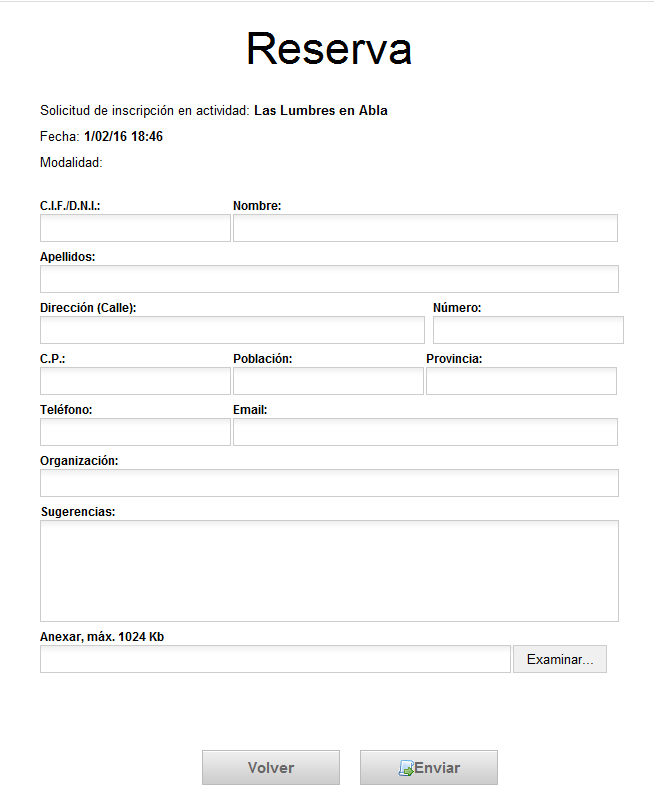 Reserva
Solicitud de inscripción en actividad: Las Lumbres en Abla
Fecha: 1/02/16 18:46
Modalidad:
C.I.F./D.N.I.: Nombre:
Apellidos:
Dirección (Calle): Número:
C.P.: Población: Provincia:
Teléfono: Email:
Organización:
Sugerencias:
Anexar, máx. 1024 Kb
Examinar...
Volver Enviar